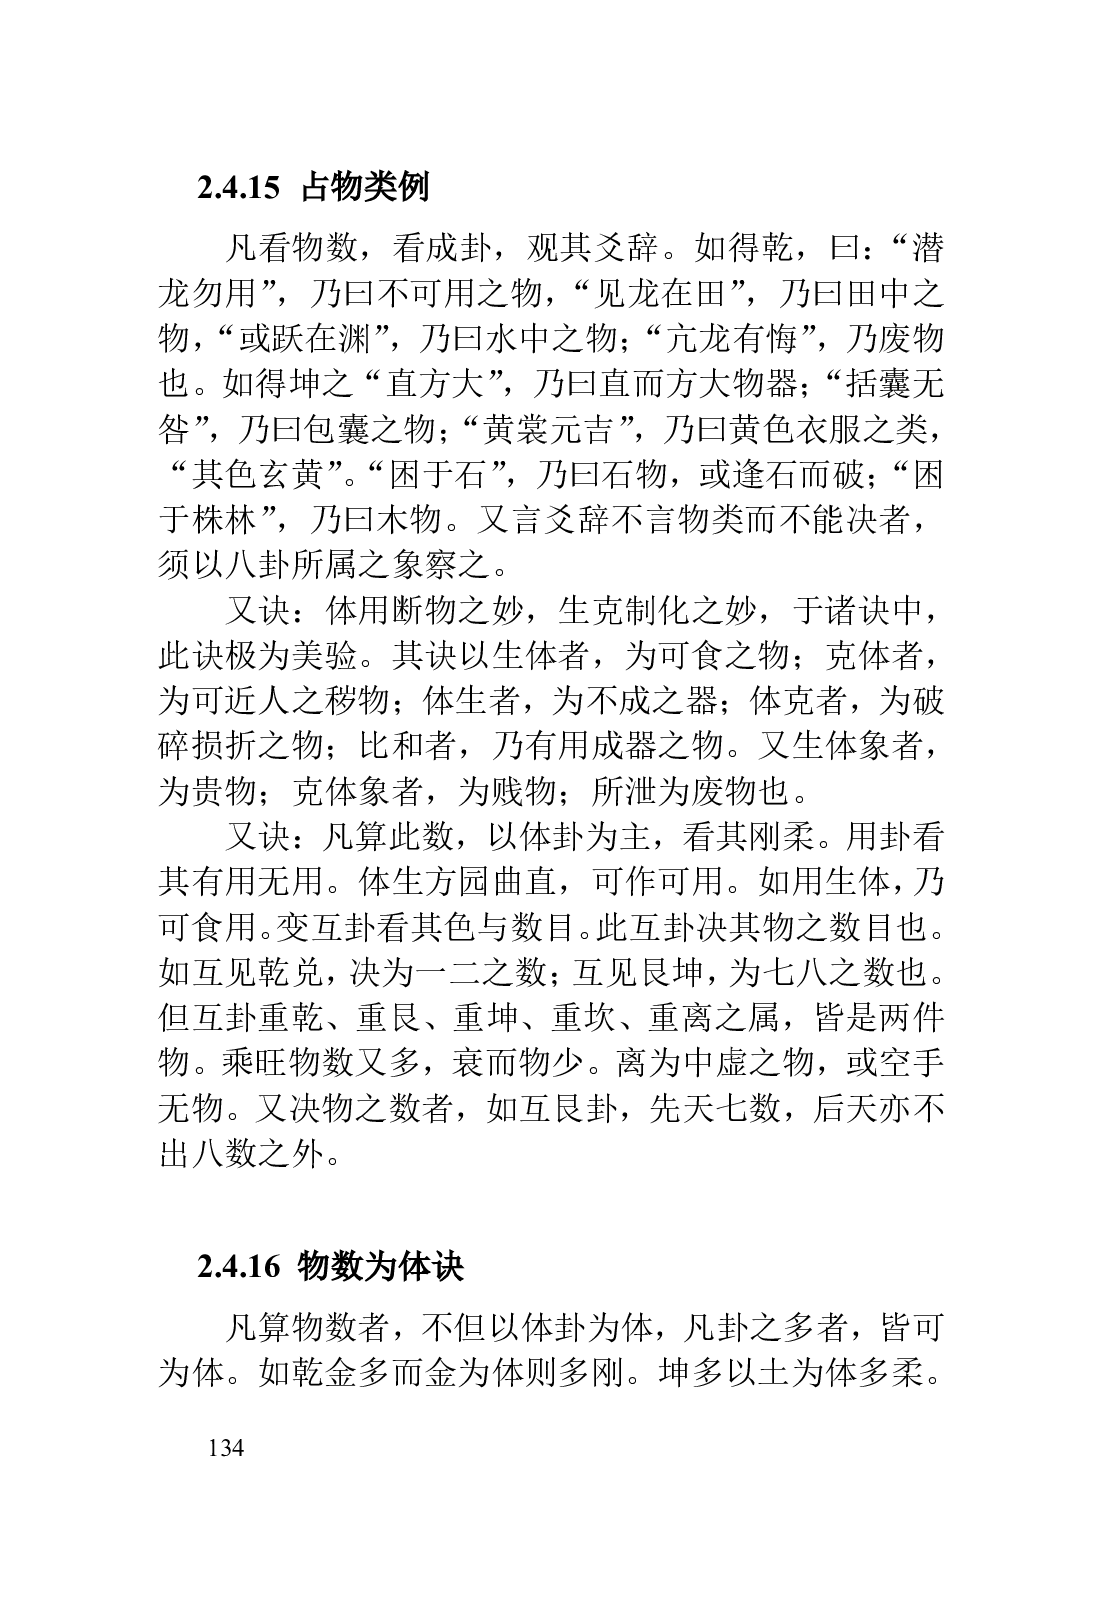 2.4.15 占物类例
凡看物数，看成卦，观其爻辞。如得乾，曰：“潜
龙勿用”，乃曰不可用之物，“见龙在田”，乃曰田中之
物，“或跃在渊”，乃曰水中之物；“亢龙有悔”，乃废物
也。如得坤之“直方大”，乃曰直而方大物器；“括囊无
咎”，乃曰包囊之物；“黄裳元吉”，乃曰黄色衣服之类，
“其色玄黄”。“困于石”，乃曰石物，或逢石而破；“困
于株林”，乃曰木物。又言爻辞不言物类而不能决者，
须以八卦所属之象察之。
又诀：体用断物之妙，生克制化之妙，于诸诀中，
此诀极为美验。其诀以生体者，为可食之物；克体者，
为可近人之秽物；体生者，为不成之器；体克者，为破
碎损折之物；比和者，乃有用成器之物。又生体象者，
为贵物；克体象者，为贱物；所泄为废物也。
又诀：凡算此数，以体卦为主，看其刚柔。用卦看
其有用无用。体生方园曲直，可作可用。如用生体，乃
可食用。变互卦看其色与数目。此互卦决其物之数目也。
如互见乾兑，决为一二之数；互见艮坤，为七八之数也。
但互卦重乾、重艮、重坤、重坎、重离之属，皆是两件
物。乘旺物数又多，衰而物少。离为中虚之物，或空手
无物。又决物之数者，如互艮卦，先天七数，后天亦不
出八数之外。
2.4.16 物数为体诀
凡算物数者，不但以体卦为体，凡卦之多者，皆可
为体。如乾金多而金为体则多刚。坤多以土为体多柔。
134